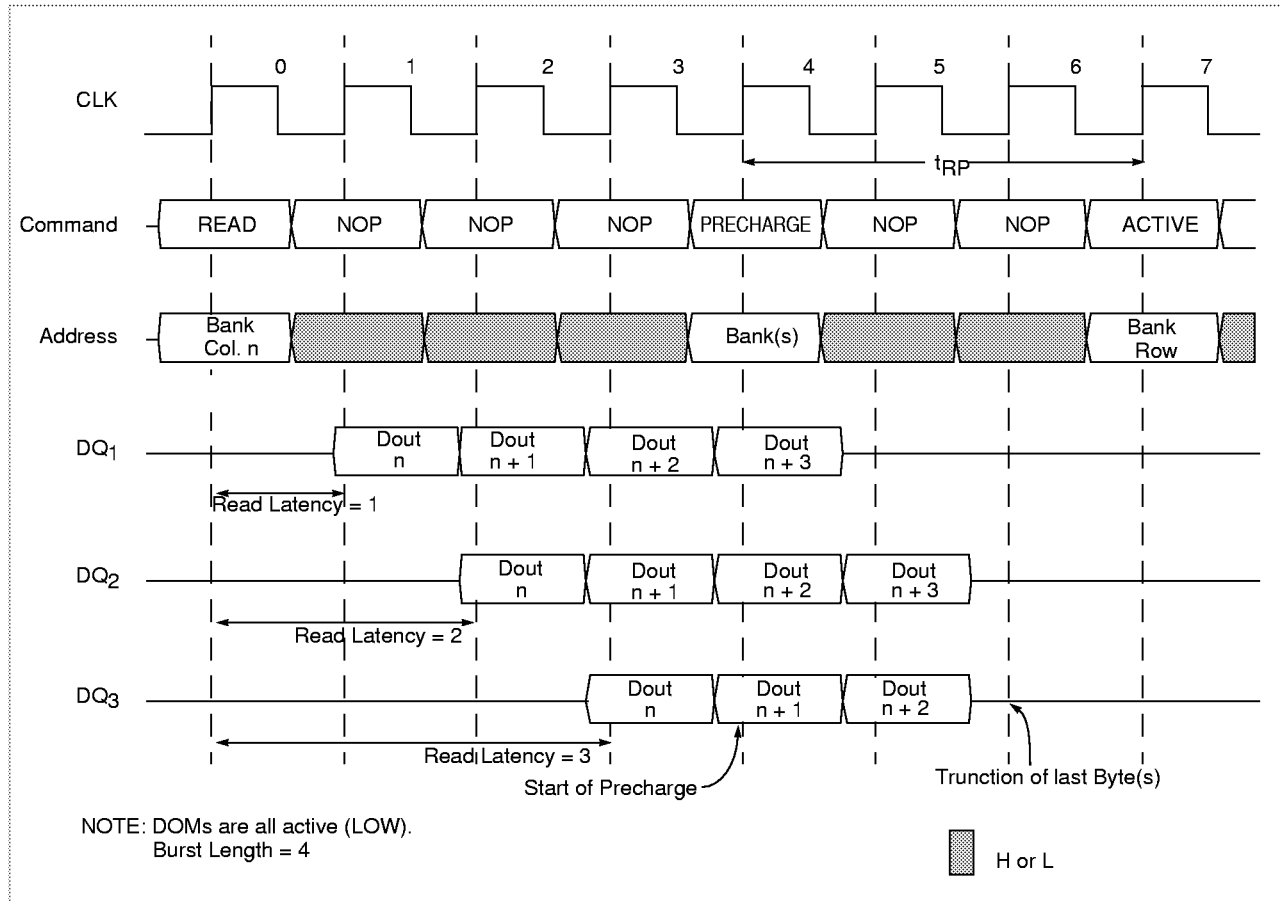 0 1 2 3 4 5 6 7
CLK
tRP
Command READ NOP NOP NOP PRECHARGE NOP NOP ACTIVE
Address Bank Col. n Bank(s) Bank Row
DQ1 Dout n Dout n + 1 Dout n + 2 Dout n + 3
Read Latency = 1
DQ2 Dout n Dout n + 1 Dout n + 2 Dout n + 3
Read Latency = 2
DQ3 Dout n Dout n + 1 Dout n + 2
Read Latency = 3
Start of Precharge
Trunction of last Byte(s)
NOTE: DOMs are all active (LOW).
Burst Length = 4
H or L